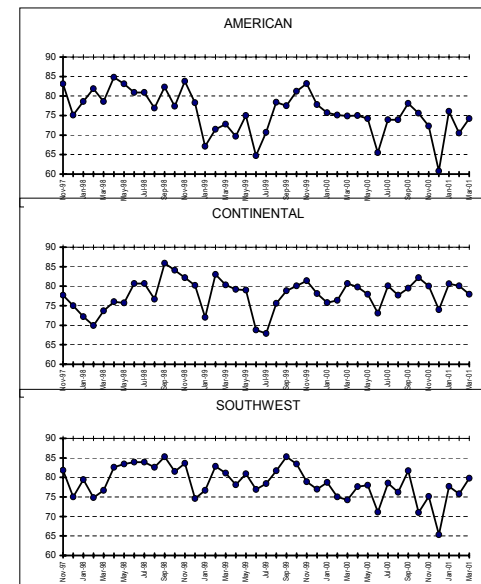 AMERICAN
90
85
80
75
70
65
60
Nov-97
Jan-98
Mar-98
May-98
Jul-98
Sep-98
Nov-98
Jan-99
Mar-99
May-99
Jul-99
Sep-99
Nov-99
Jan-00
Mar-00
May-00
Jul-00
Sep-00
Nov-00
Jan-01
Mar-01
CONTINENTAL
90
85
80
75
70
65
60
Nov-97
Jan-98
Mar-98
May-98
Jul-98
Sep-98
Nov-98
Jan-99
Mar-99
May-99
Jul-99
Sep-99
Nov-99
Jan-00
Mar-00
May-00
Jul-00
Sep-00
Nov-00
Jan-01
Mar-01
SOUTHWEST
90
85
80
75
70
65
60
Nov-97
Jan-98
Mar-98
May-98
Jul-98
Sep-98
Nov-98
Jan-99
Mar-99
May-99
Jul-99
Sep-99
Nov-99
Jan-00
Mar-00
May-00
Jul-00
Sep-00
Nov-00
Jan-01
Mar-01